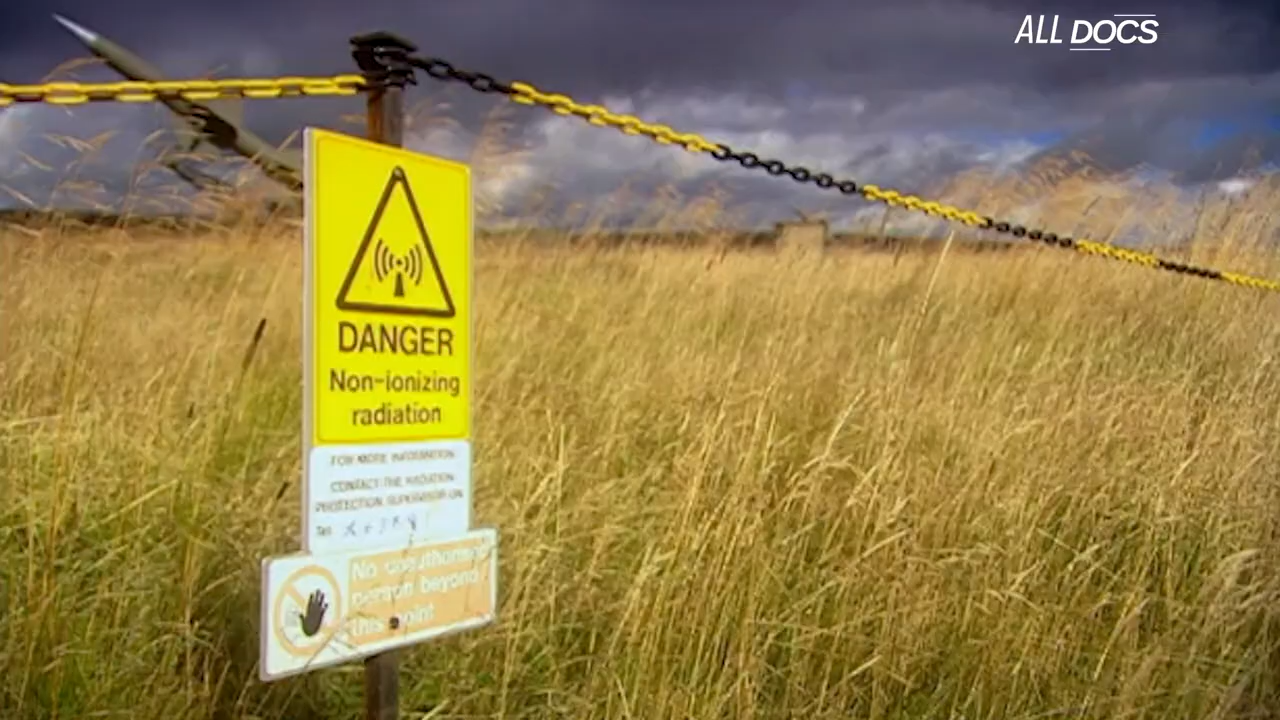 ALL DOCS
DANGER
Non-ionizing
radiation
FOR MORE INFORMATION
CONTACT THE RADIATION
PROTECTION SUPERVISOR ON
Tel:
No unauthorised
person beyond
this point